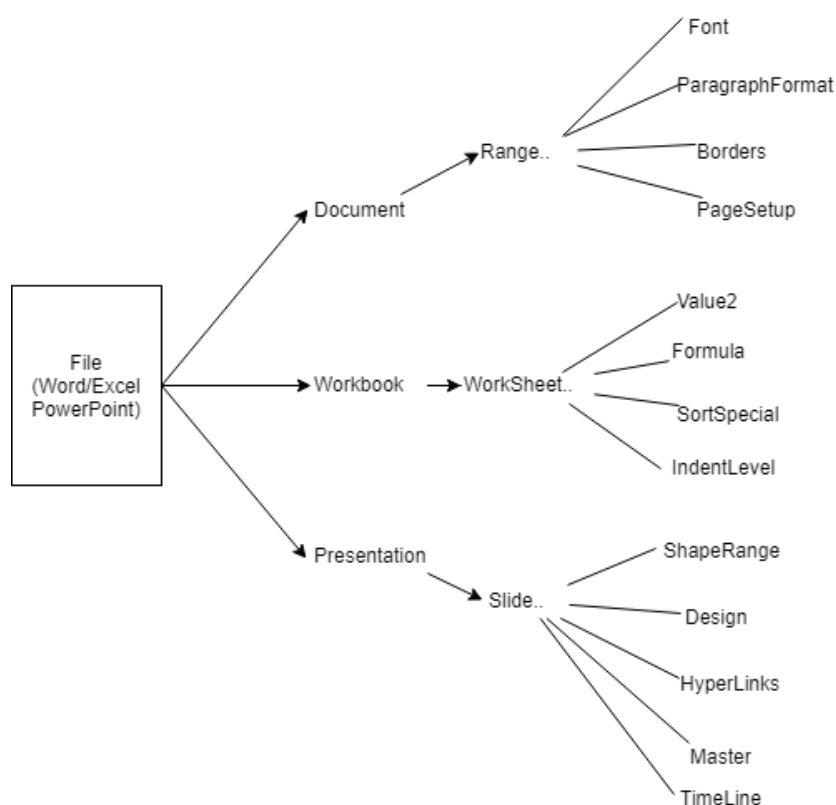 Font
ParagraphFormat
Range..
Borders
Document
PageSetup
File
(Word/Excel
PowerPoint)
Value2
Formula
Workbook
WorkSheet..
SortSpecial
IndentLevel
Presentation
ShapeRange
Slide..
Design
HyperLinks
Master
TimeLine